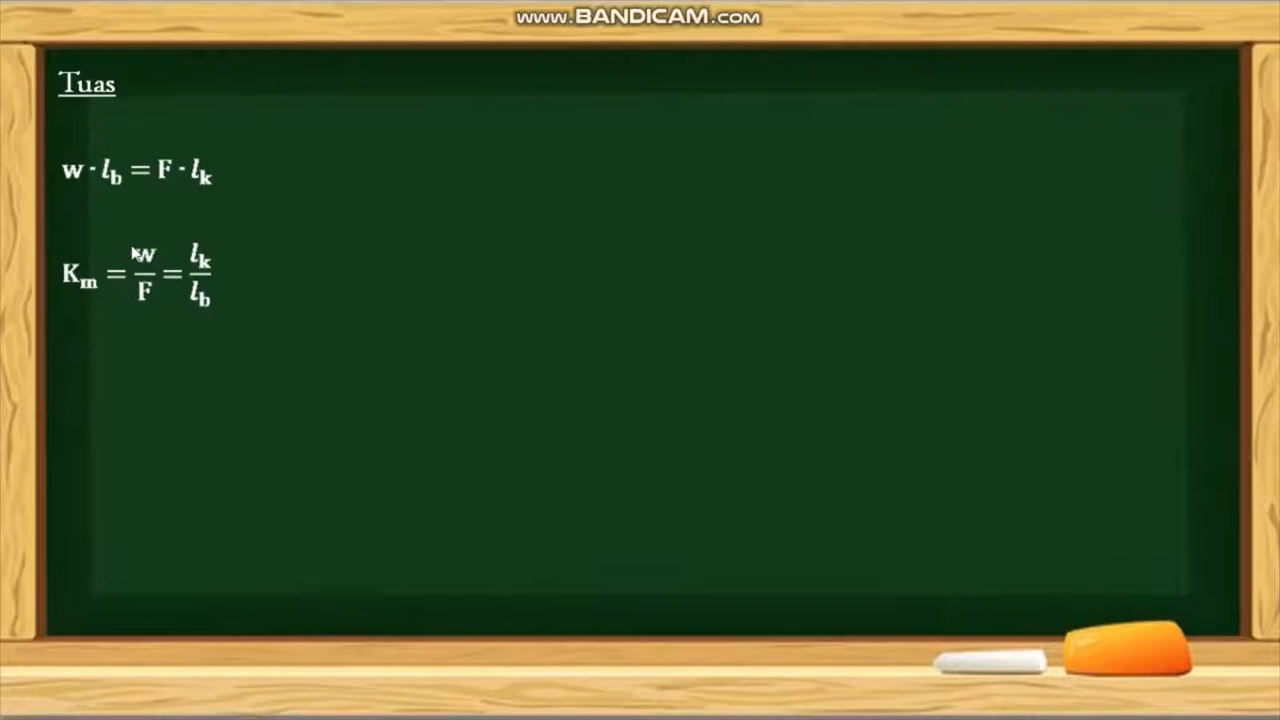 www.BANDICAM.com
Tuas
w · l_b = F · l_k
K_m = w/F = l_k/l_b